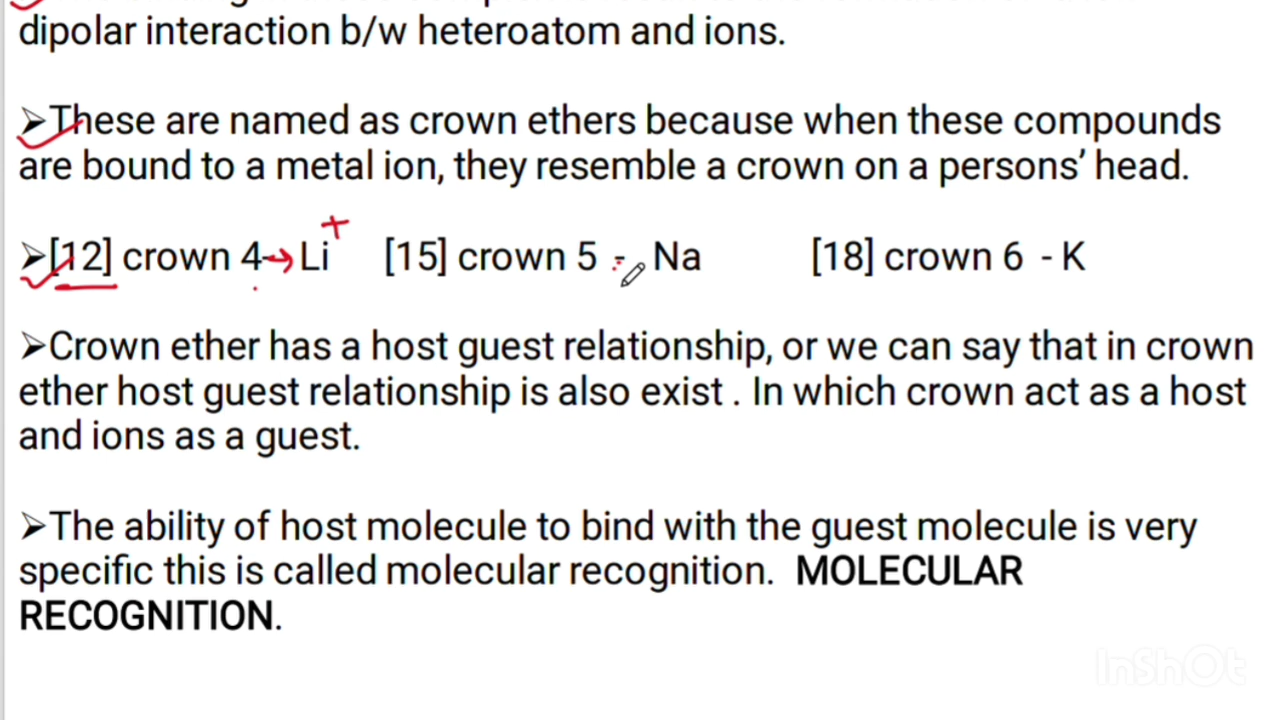 dipolar interaction b/w heteroatom and ions.
➢These are named as crown ethers because when these compounds
are bound to a metal ion, they resemble a crown on a persons’ head.
➢[12] crown 4→Li+ [15] crown 5 - Na [18] crown 6 - K
➢Crown ether has a host guest relationship, or we can say that in crown
ether host guest relationship is also exist . In which crown act as a host
and ions as a guest.
➢The ability of host molecule to bind with the guest molecule is very
specific this is called molecular recognition. MOLECULAR
RECOGNITION.
InShOt